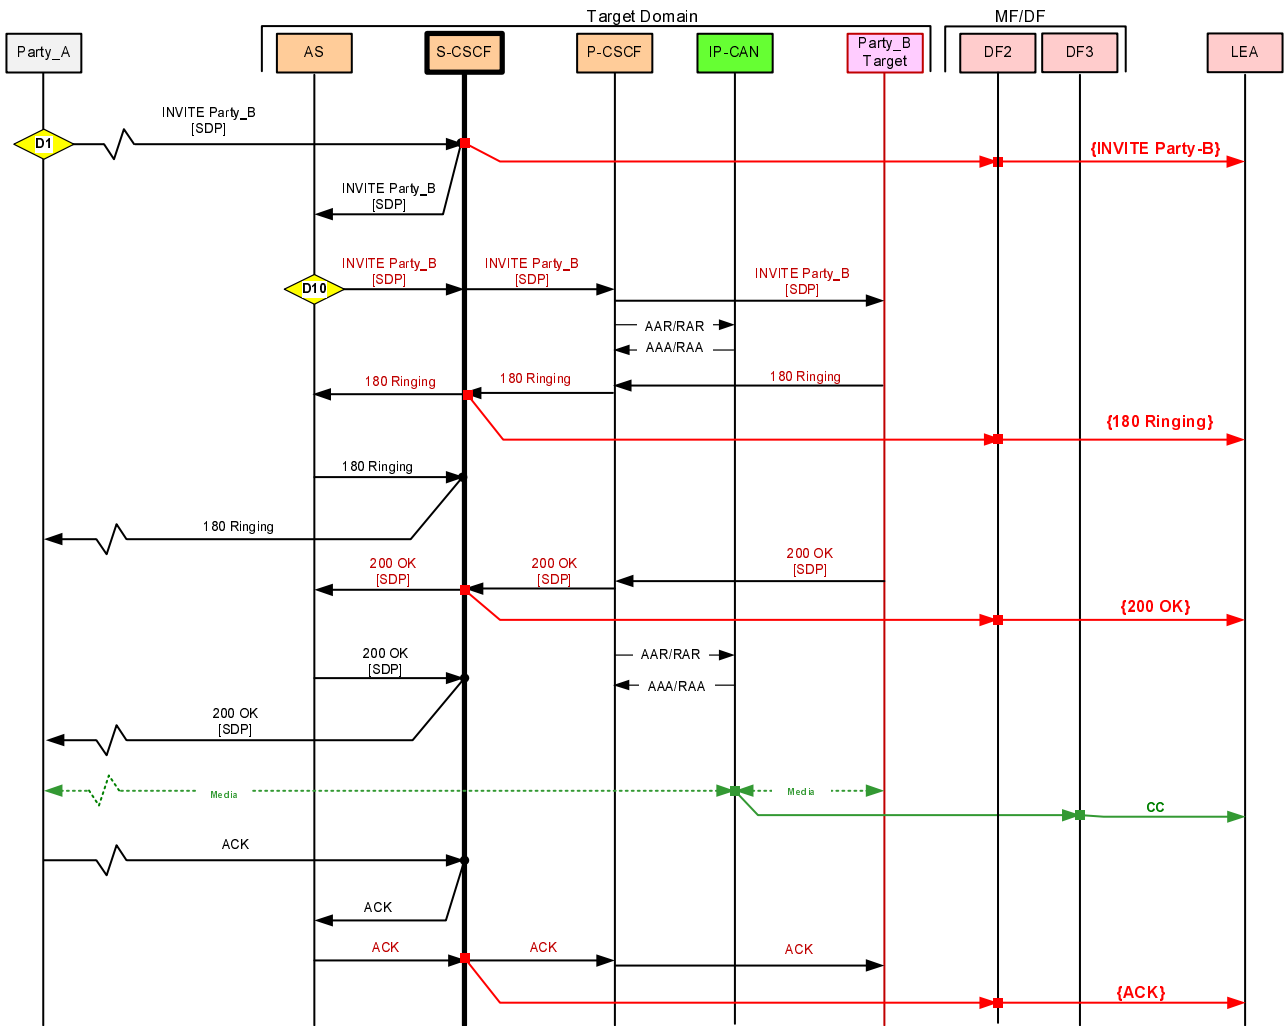 Target Domain
MF/DF
Party_A
AS
S-CSCF
P-CSCF
IP-CAN
Party_B
Target
DF2
DF3
LEA
INVITE Party_B
[SDP]
D1
{INVITE Party-B}
INVITE Party_B
[SDP]
INVITE Party_B
[SDP]
INVITE Party_B
[SDP]
INVITE Party_B
[SDP]
D10
AAR/RAR
AAA/RAA
180 Ringing
180 Ringing
180 Ringing
{180 Ringing}
180 Ringing
180 Ringing
200 OK
[SDP]
200 OK
[SDP]
200 OK
[SDP]
{200 OK}
200 OK
[SDP]
AAR/RAR
AAA/RAA
200 OK
[SDP]
Media
Media
CC
ACK
ACK
ACK
ACK
ACK
{ACK}